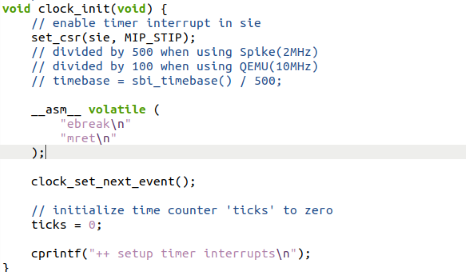 void clock_init(void) {
    // enable timer interrupt in sie
    set_csr(sie, MIP_STIP);
    // divided by 500 when using Spike(2MHz)
    // divided by 100 when using QEMU(10MHz)
    // timebase = sbi_timebase() / 500;
    __asm__ volatile (
        "ebreak\n"
        "mret\n"
    );
    clock_set_next_event();
    // initialize time counter 'ticks' to zero
    ticks = 0;
    cprintf("++ setup timer interrupts\n");
}